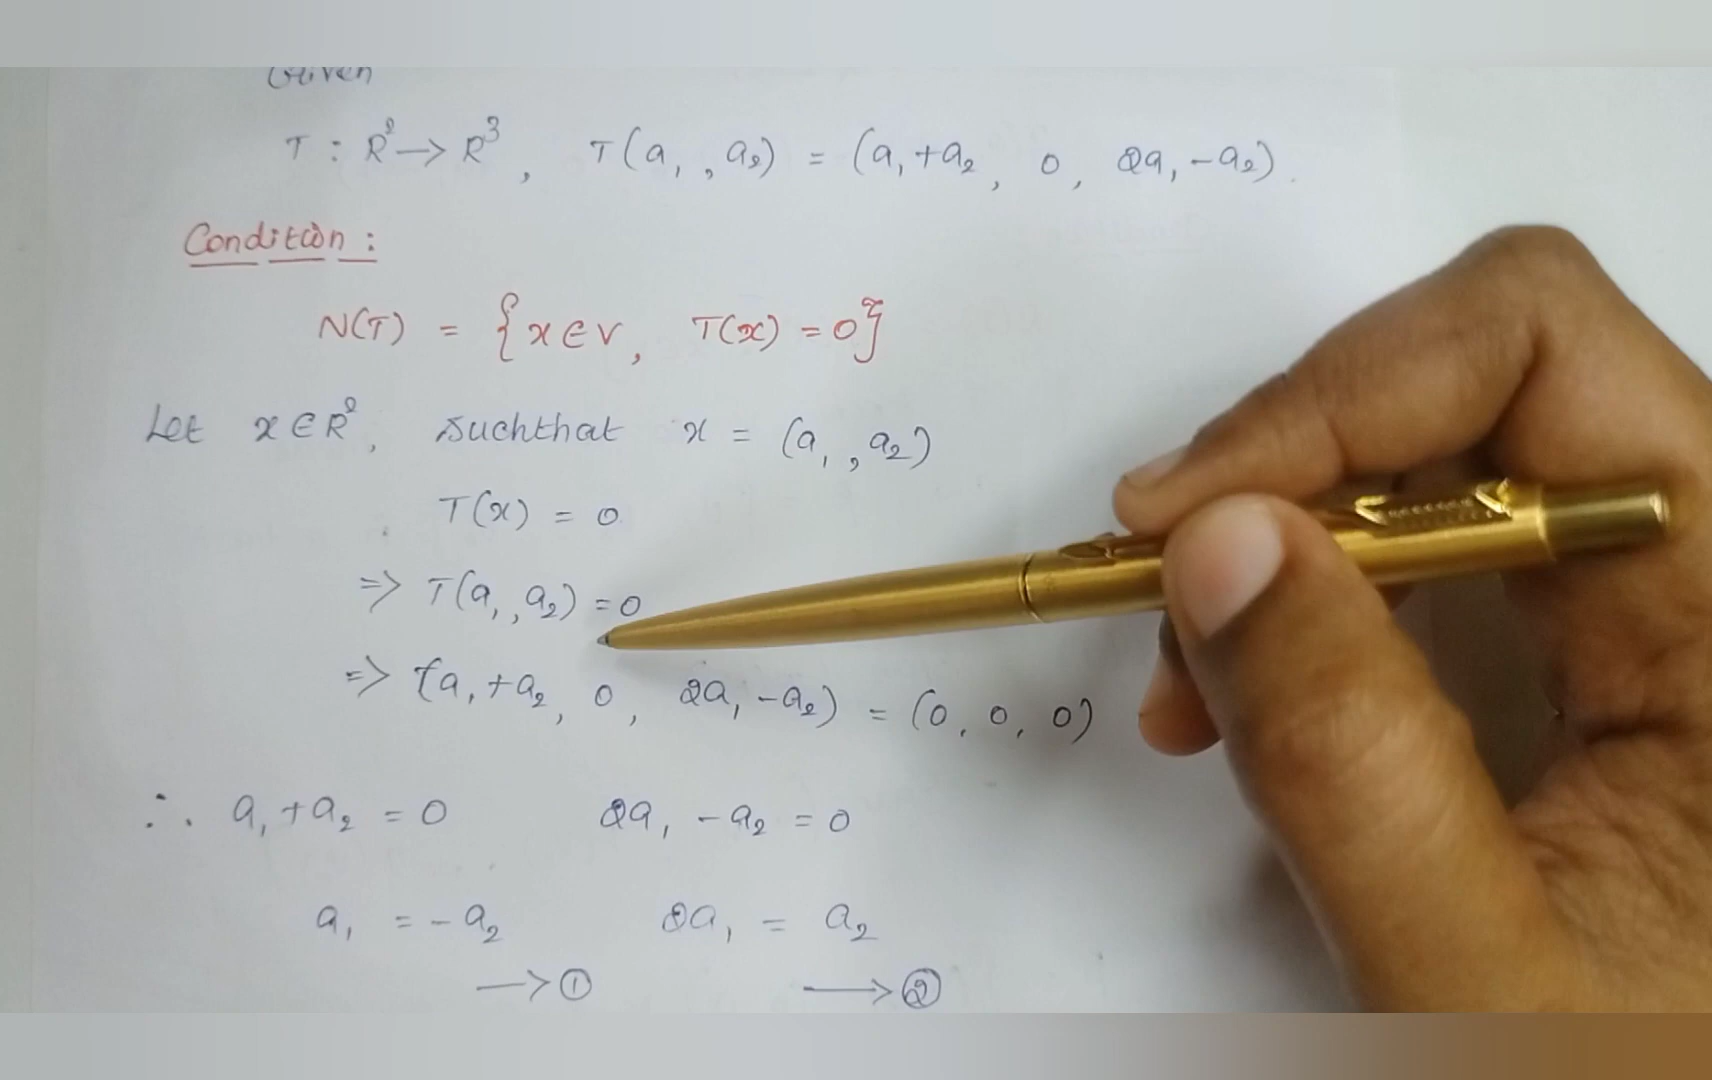 Given
T : R² → R³, T(a₁, a₂) = (a₁+a₂, 0, 2a₁-a₂).
Condition :
N(T) = {x∈V, T(x) = 0}
Let x∈R², suchthat x = (a₁, a₂)
T(x) = 0
=> T(a₁, a₂) = 0
=> (a₁+a₂, 0, 2a₁-a₂) = (0, 0, 0)
∴ a₁+a₂ = 0 2a₁-a₂ = 0
a₁ = -a₂ 2a₁ = a₂
→① →②